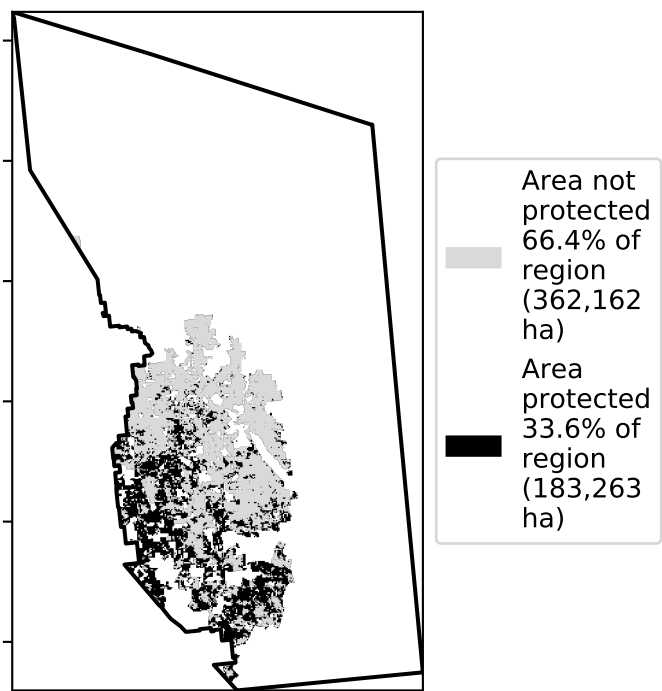 Area not
protected
66.4% of
region
(362,162
ha)
Area
protected
33.6% of
region
(183,263
ha)